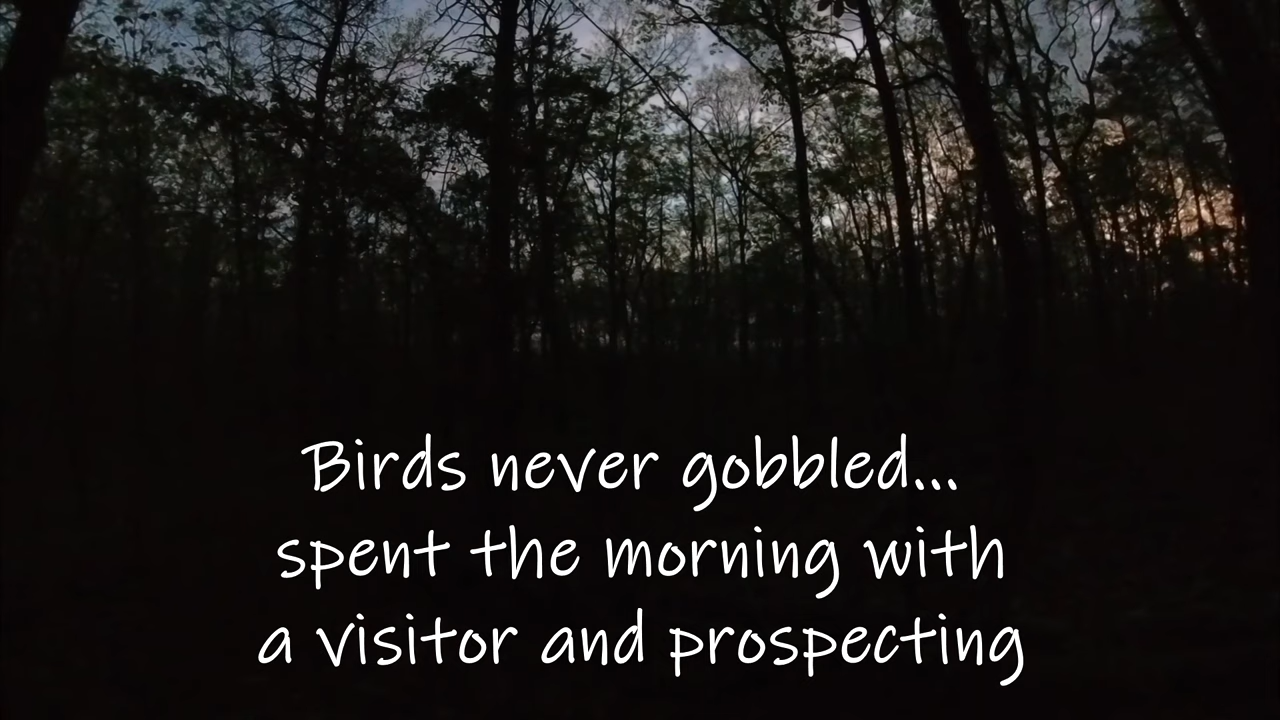 Birds never gobbled...
spent the morning with
a visitor and prospecting